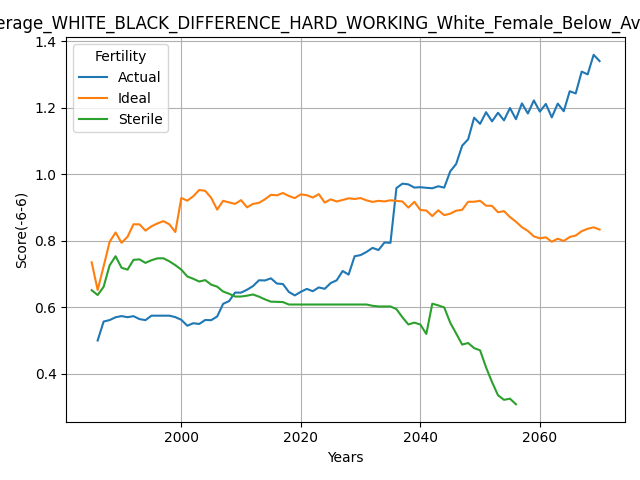 erage_WHITE_BLACK_DIFFERENCE_HARD_WORKING_White_Female_Below_Av
Fertility
Actual
Ideal
Sterile
1.4
1.2
1.0
0.8
0.6
0.4
Score(-6-6)
2000 2020 2040 2060
Years